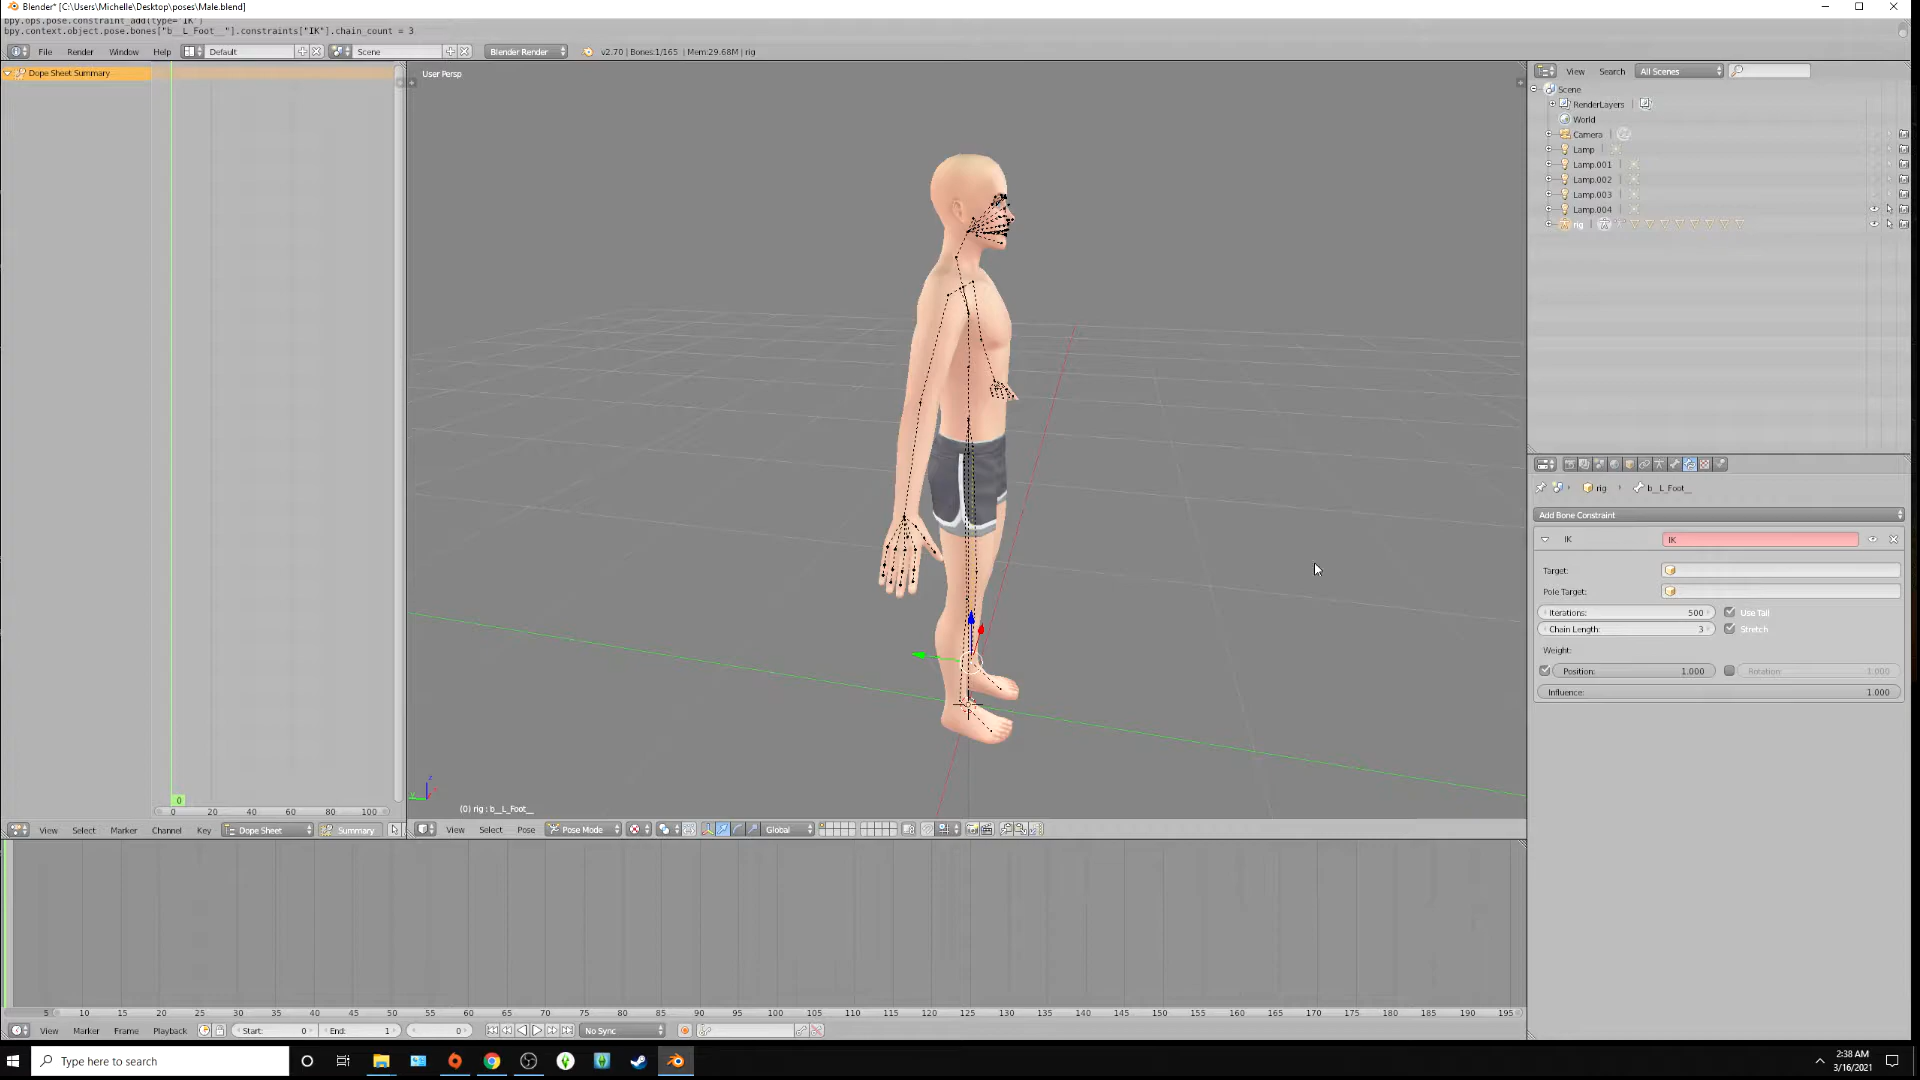 Blender* [C:\Users\Michelle\Desktop\poses\Male.blend]
bpy.ops.pose.constraint_add(type='IK')
bpy.context.object.pose.bones["b__L_Foot__"].constraints["IK"].chain_count = 3
File Render Window Help Default Scene Blender Render v2.70 | Bones:1/165 | Mem:29.68M | rig
Dope Sheet Summary
User Persp
View Search All Scenes
Scene
RenderLayers
World
Camera
Lamp
Lamp.001
Lamp.002
Lamp.003
Lamp.004
rig
rig b__L_Foot__
Add Bone Constraint
IK IK
Target:
Pole Target:
Iterations: 500 Use Tail
Chain Length: 3 Stretch
Weight:
Position: 1.000 Rotation: 1.000
Influence: 1.000
z
y
0
0 20 40 60 80 100
(0) rig : b__L_Foot__
View Select Marker Channel Key Dope Sheet Summary
View Select Pose Pose Mode Global
5 10 15 20 25 30 35 40 45 50 55 60 65 70 75 80 85 90 95 100 105 110 115 120 125 130 135 140 145 150 155 160 165 170 175 180 185 190 195
View Marker Frame Playback Start: 0 End: 1 0 No Sync
Type here to search
2:38 AM
3/16/2021